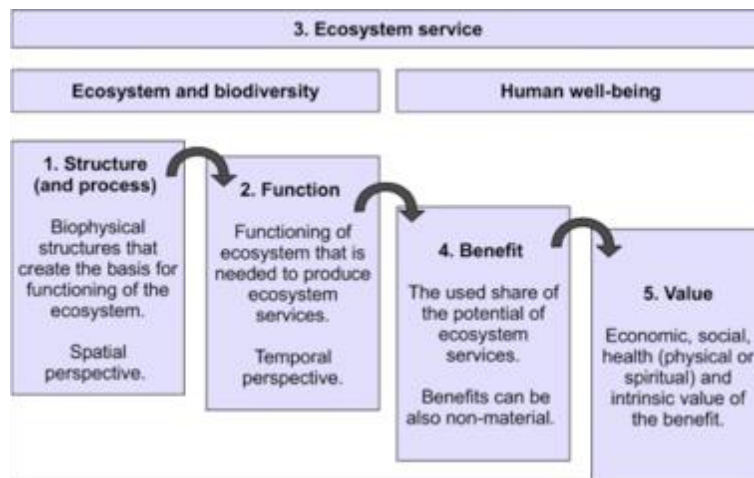 3. Ecosystem service
Ecosystem and biodiversity
Human well-being
1. Structure
(and process)
Biophysical
structures that
create the basis for
functioning of the
ecosystem.
Spatial
perspective.
2. Function
Functioning of
ecosystem that is
needed to produce
ecosystem
services.
Temporal
perspective.
4. Benefit
The used share of
the potential of
ecosystem
services.
Benefits can be
also non-material.
5. Value
Economic, social,
health (physical or
spiritual) and
intrinsic value of
the benefit.